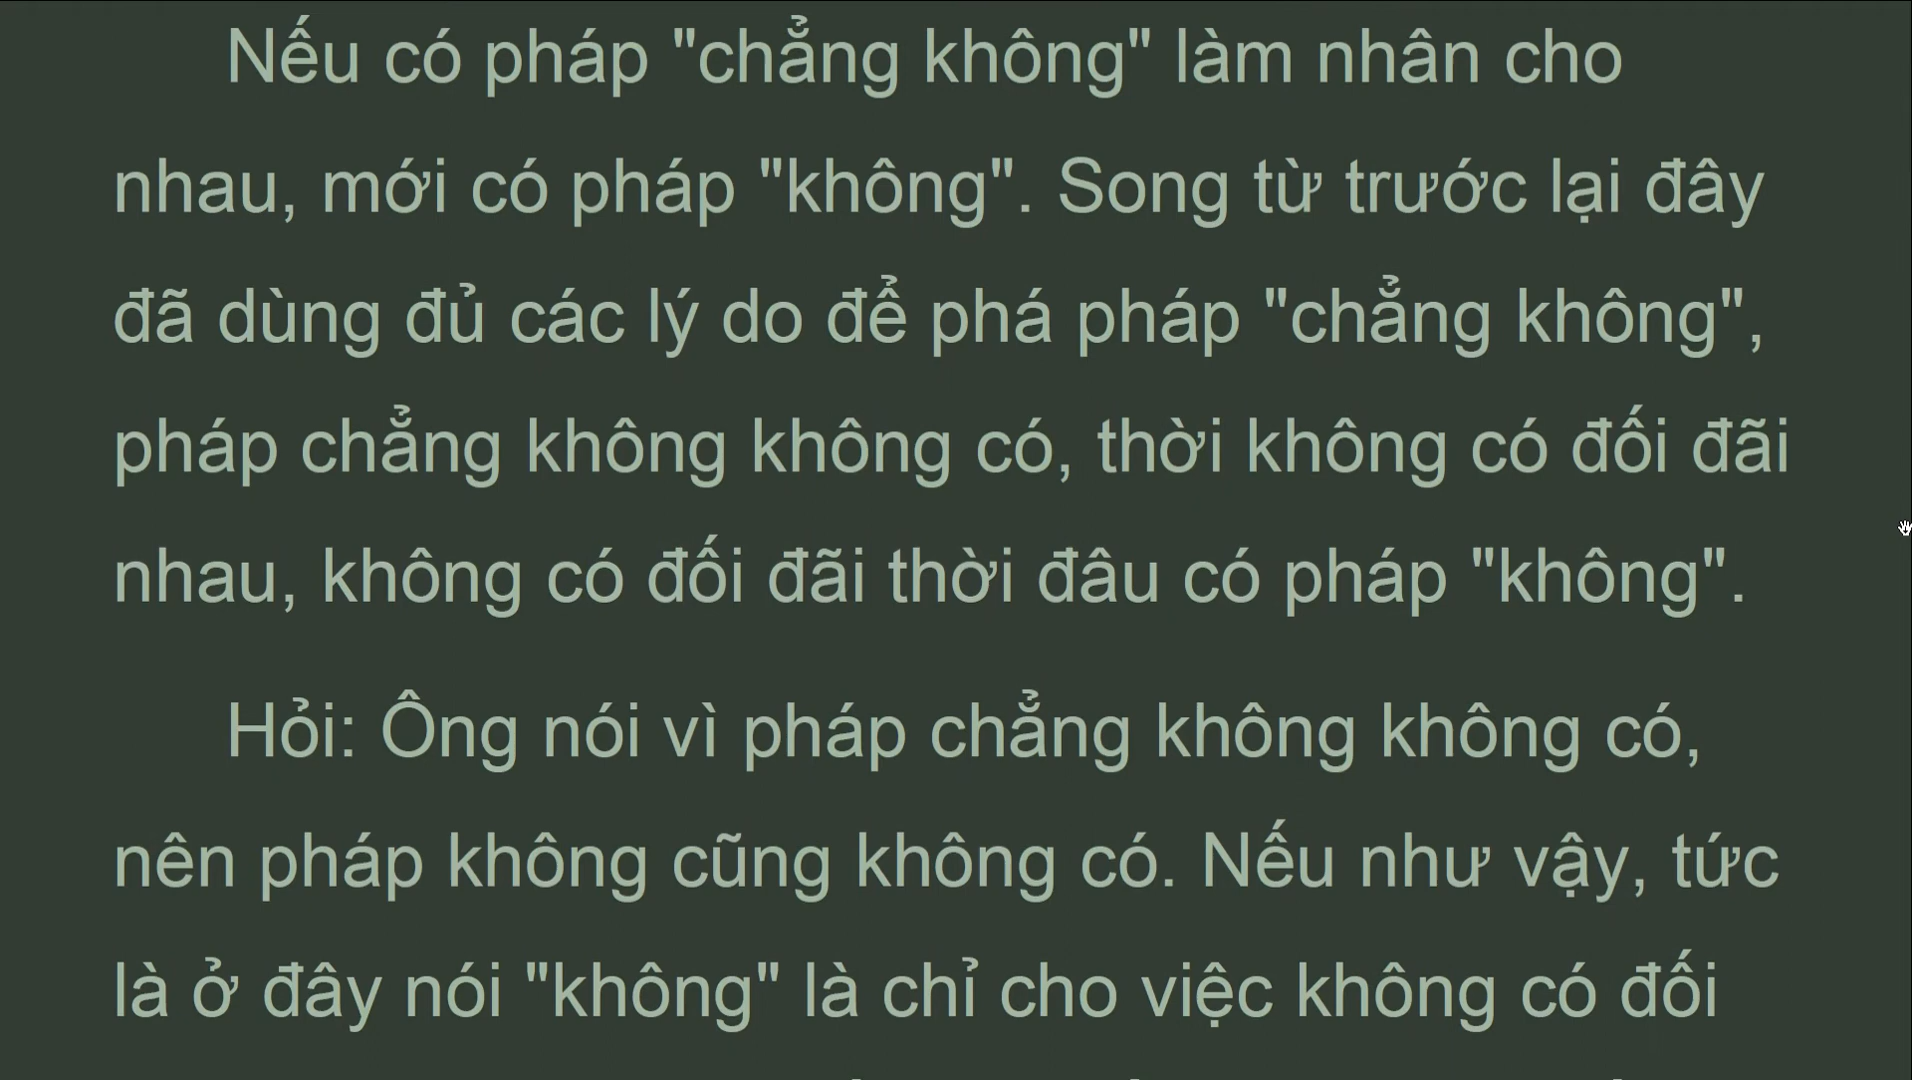 Nếu có pháp "chẳng không" làm nhân cho
nhau, mới có pháp "không". Song từ trước lại đây
đã dùng đủ các lý do để phá pháp "chẳng không",
pháp chẳng không không có, thời không có đối đãi
nhau, không có đối đãi thời đâu có pháp "không".
Hỏi: Ông nói vì pháp chẳng không không có,
nên pháp không cũng không có. Nếu như vậy, tức
là ở đây nói "không" là chỉ cho việc không có đối